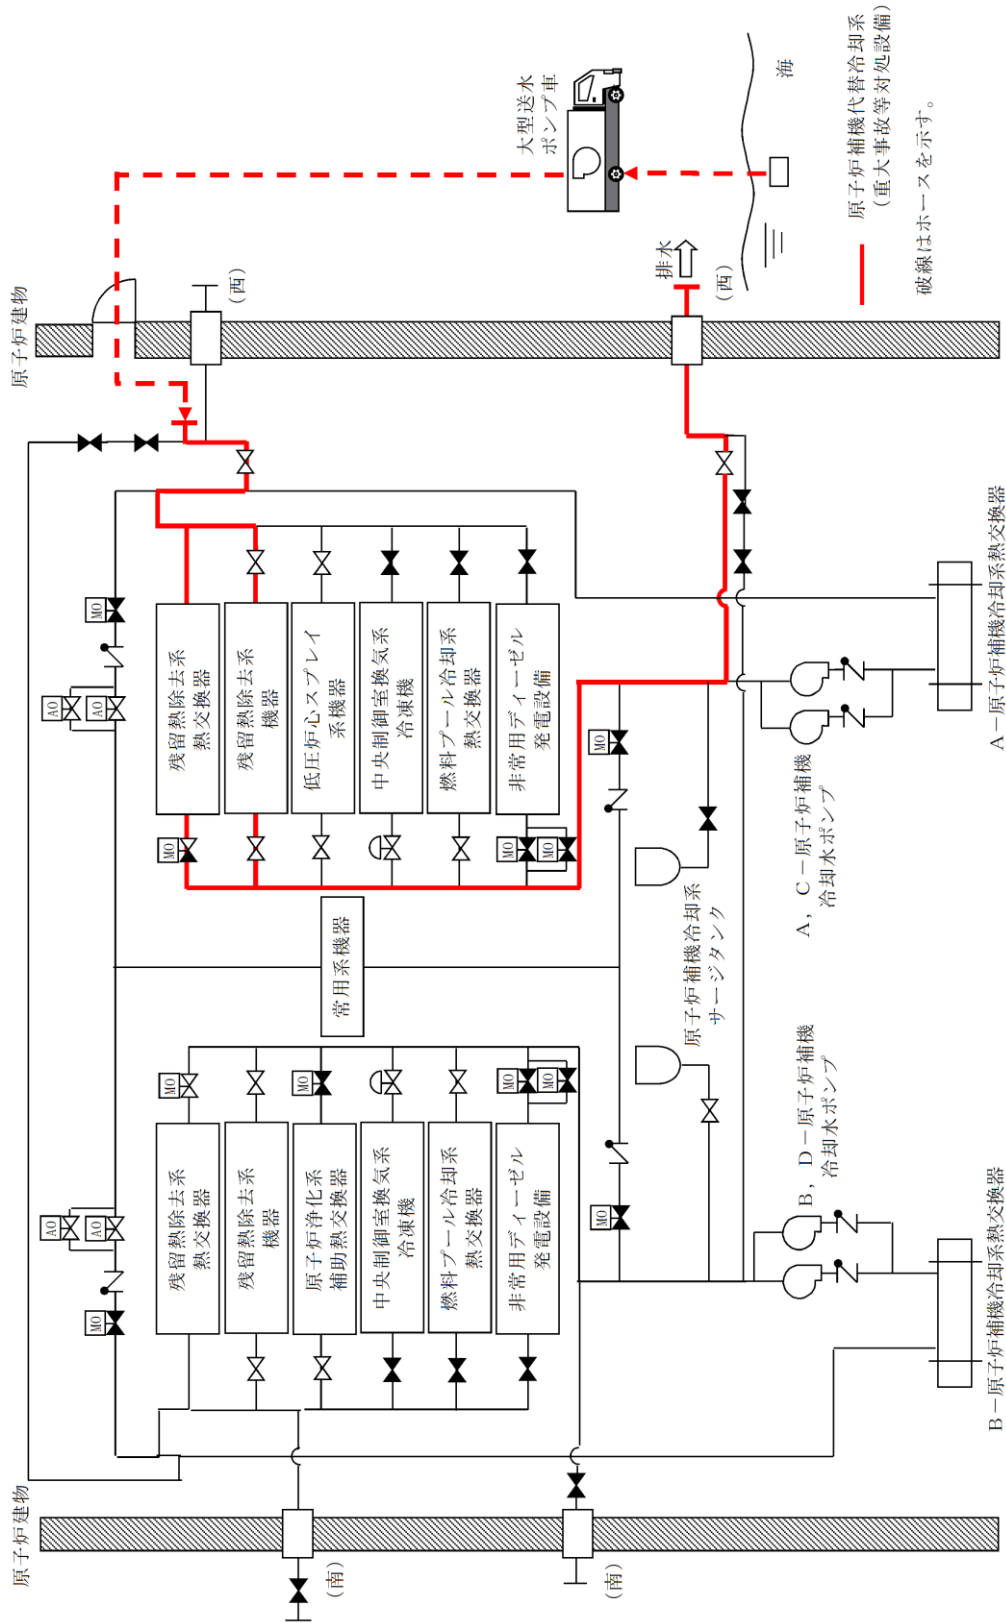 原子炉建物
原子炉建物
AO
AO
MO
MO
AO
AO
残留熱除去系
熱交換器
MO
MO
残留熱除去系
熱交換器
残留熱除去系
機器
残留熱除去系
機器
原子炉浄化系
補助熱交換器
MO
常用系機器
低圧炉心スプレイ
系機器
中央制御室換気系
冷凍機
中央制御室換気系
冷凍機
燃料プール冷却系
熱交換器
燃料プール冷却系
熱交換器
非常用ディーゼル
発電設備
MO
MO
MO
MO
非常用ディーゼル
発電設備
(西)
(南)
(南)
大型送水
ポンプ車
MO
MO
原子炉補機冷却系
サージタンク
排水
(西)
海
B，D－原子炉補機
冷却水ポンプ
A，C－原子炉補機
冷却水ポンプ
原子炉補機代替冷却系
(重大事故等対処設備)
破線はホースを示す。
B－原子炉補機冷却系熱交換器
A－原子炉補機冷却系熱交換器